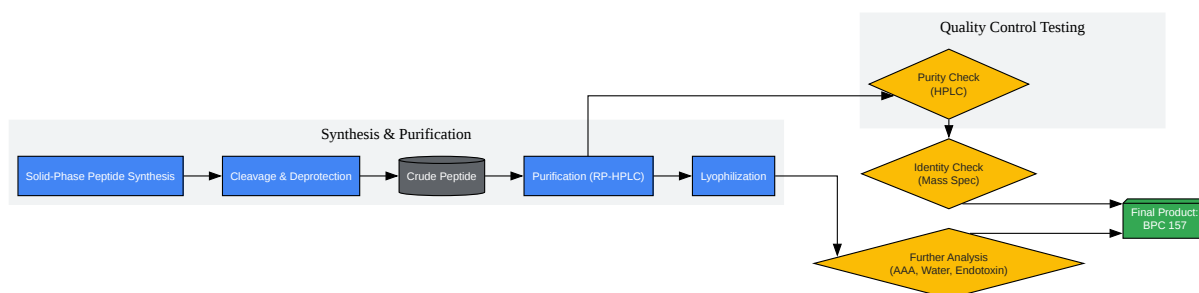 Quality Control Testing
Purity Check
(HPLC)
Synthesis & Purification
Solid-Phase Peptide Synthesis
Cleavage & Deprotection
Crude Peptide
Purification (RP-HPLC)
Lyophilization
Identity Check
(Mass Spec)
Final Product:
BPC 157
Further Analysis
(AAA, Water, Endotoxin)